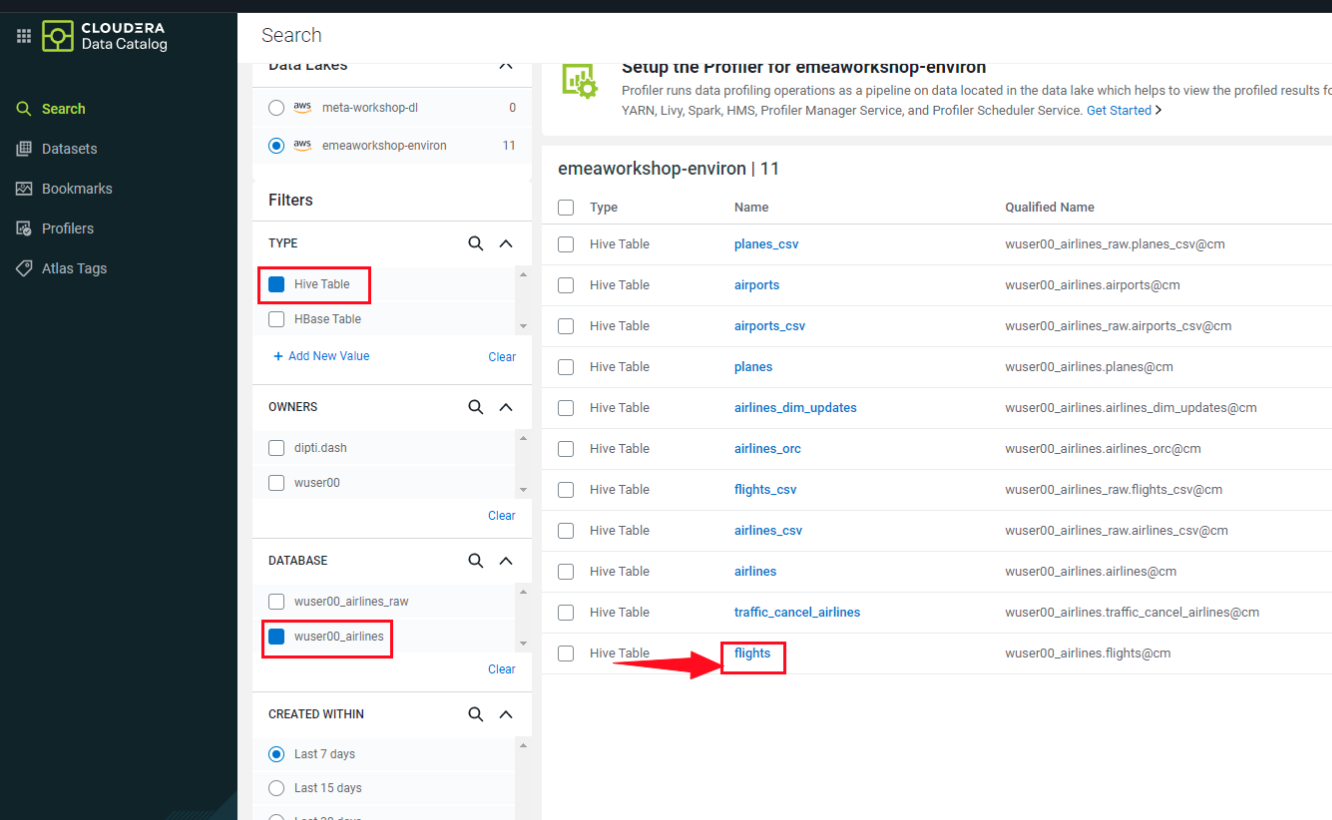 CLOUDERA
Data Catalog
Search
Datasets
Bookmarks
Profilers
Atlas Tags
Search
Data Lakes
aws meta-workshop-dl 0
aws emeaworkshop-environ 11
Filters
TYPE
Hive Table
HBase Table
+ Add New Value Clear
OWNERS
dipti.dash
wuser00
Clear
DATABASE
wuser00_airlines_raw
wuser00_airlines
Clear
CREATED WITHIN
Last 7 days
Last 15 days
Setup the Profiler for emeaworkshop-environ
Profiler runs data profiling operations as a pipeline on data located in the data lake which helps to view the profiled results
YARN, Livy, Spark, HMS, Profiler Manager Service, and Profiler Scheduler Service. Get Started >
emeaworkshop-environ | 11
Type Name Qualified Name
Hive Table planes_csv wuser00_airlines_raw.planes_csv@cm
Hive Table airports wuser00_airlines.airports@cm
Hive Table airports_csv wuser00_airlines_raw.airports_csv@cm
Hive Table planes wuser00_airlines.planes@cm
Hive Table airlines_dim_updates wuser00_airlines.airlines_dim_updates@cm
Hive Table airlines_orc wuser00_airlines.airlines_orc@cm
Hive Table flights_csv wuser00_airlines_raw.flights_csv@cm
Hive Table airlines_csv wuser00_airlines_raw.airlines_csv@cm
Hive Table airlines wuser00_airlines.airlines@cm
Hive Table traffic_cancel_airlines wuser00_airlines.traffic_cancel_airlines@cm
Hive Table flights wuser00_airlines.flights@cm